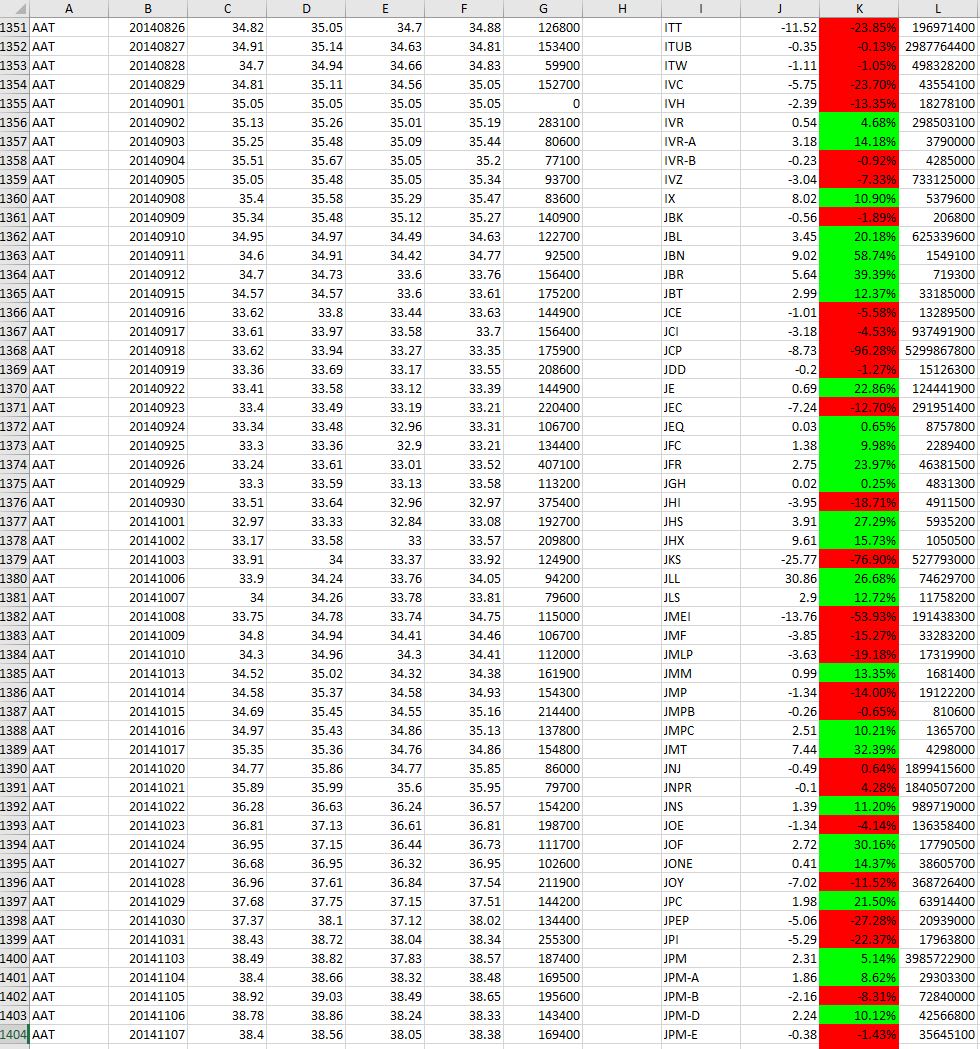 A B C D E F G H I J K L
1351 AAT 20140826 34.82 35.05 34.7 34.88 126800 ITT -11.52 -23.85% 196971400
1352 AAT 20140827 34.91 35.14 34.63 34.81 153400 ITUB -0.35 -0.13% 2987764400
1353 AAT 20140828 34.7 34.94 34.66 34.83 59900 ITW -1.11 -1.05% 498328200
1354 AAT 20140829 34.81 35.11 34.56 35.05 152700 IVC -5.75 -23.70% 43554100
1355 AAT 20140901 35.05 35.05 35.05 35.05 0 IVH -2.39 -13.35% 18278100
1356 AAT 20140902 35.13 35.26 35.01 35.19 283100 IVR 0.54 4.68% 298503100
1357 AAT 20140903 35.25 35.48 35.09 35.44 80600 IVR-A 3.18 14.18% 3790000
1358 AAT 20140904 35.51 35.67 35.05 35.2 77100 IVR-B -0.23 -0.92% 4285000
1359 AAT 20140905 35.05 35.48 35.05 35.34 93700 IVZ -3.04 -7.33% 733125000
1360 AAT 20140908 35.4 35.58 35.29 35.47 83600 IX 8.02 10.90% 5379600
1361 AAT 20140909 35.34 35.48 35.12 35.27 140900 JBK -0.56 -1.89% 206800
1362 AAT 20140910 34.95 34.97 34.49 34.63 122700 JBL 3.45 20.18% 625339600
1363 AAT 20140911 34.6 34.91 34.42 34.77 92500 JBN 9.02 58.74% 1549100
1364 AAT 20140912 34.7 34.73 33.6 33.76 156400 JBR 5.64 39.39% 719300
1365 AAT 20140915 34.57 34.57 33.6 33.61 175200 JBT 2.99 12.37% 33185000
1366 AAT 20140916 33.62 33.8 33.44 33.63 144900 JCE -1.01 -5.58% 13289500
1367 AAT 20140917 33.61 33.97 33.58 33.7 156400 JCI -3.18 -4.53% 937491900
1368 AAT 20140918 33.62 33.94 33.27 33.35 175900 JCP -8.73 -96.28% 5299867800
1369 AAT 20140919 33.36 33.69 33.17 33.55 208600 JDD -0.2 -1.27% 15126300
1370 AAT 20140922 33.41 33.58 33.12 33.39 144900 JE 0.69 22.86% 124441900
1371 AAT 20140923 33.4 33.49 33.19 33.21 220400 JEC -7.24 -12.70% 291951400
1372 AAT 20140924 33.34 33.48 32.96 33.31 106700 JEQ 0.03 0.65% 8757800
1373 AAT 20140925 33.3 33.36 32.9 33.21 134400 JFC 1.38 9.98% 2289400
1374 AAT 20140926 33.24 33.61 33.01 33.52 407100 JFR 2.75 23.97% 46381500
1375 AAT 20140929 33.3 33.59 33.13 33.58 113200 JGH 0.02 0.25% 4831300
1376 AAT 20140930 33.51 33.64 32.96 32.97 375400 JHI -3.95 -18.71% 4911500
1377 AAT 20141001 32.97 33.33 32.84 33.08 192700 JHS 3.91 27.29% 5935200
1378 AAT 20141002 33.17 33.58 33 33.57 209800 JHX 9.61 15.73% 1050500
1379 AAT 20141003 33.91 34 33.37 33.92 124900 JKS -25.77 -76.90% 527793000
1380 AAT 20141006 33.9 34.24 33.76 34.05 94200 JLL 30.86 26.68% 74629700
1381 AAT 20141007 34 34.26 33.78 33.81 79600 JLS 2.9 12.72% 11758200
1382 AAT 20141008 33.75 34.78 33.74 34.75 115000 JMEI -13.76 -53.93% 191438300
1383 AAT 20141009 34.8 34.94 34.41 34.46 106700 JMF -3.85 -15.27% 33283200
1384 AAT 20141010 34.3 34.96 34.3 34.41 112000 JMLP -3.63 -19.18% 17319900
1385 AAT 20141013 34.52 35.02 34.32 34.38 161900 JMM 0.99 13.35% 1681400
1386 AAT 20141014 34.58 35.37 34.58 34.93 154300 JMP -1.34 -14.00% 19122200
1387 AAT 20141015 34.69 35.45 34.55 35.16 214400 JMPB -0.26 -0.65% 810600
1388 AAT 20141016 34.97 35.43 34.86 35.13 137800 JMPC 2.51 10.21% 1365700
1389 AAT 20141017 35.35 35.36 34.76 34.86 154800 JMT 7.44 32.39% 4298000
1390 AAT 20141020 34.77 35.86 34.77 35.85 86000 JNJ -0.49 0.64% 1899415600
1391 AAT 20141021 35.89 35.99 35.6 35.95 79700 JNPR -0.1 4.28% 1840507200
1392 AAT 20141022 36.28 36.63 36.24 36.57 154200 JNS 1.39 11.20% 989719000
1393 AAT 20141023 36.81 37.13 36.61 36.81 198700 JOE -1.34 -4.14% 136358400
1394 AAT 20141024 36.95 37.15 36.44 36.73 111700 JOF 2.72 30.16% 17790500
1395 AAT 20141027 36.68 36.95 36.32 36.95 102600 JONE 0.41 14.37% 38605700
1396 AAT 20141028 36.96 37.61 36.84 37.54 211900 JOY -7.02 -11.52% 368726400
1397 AAT 20141029 37.68 37.75 37.15 37.51 144200 JPC 1.98 21.50% 63914400
1398 AAT 20141030 37.37 38.1 37.12 38.02 134400 JPEP -5.06 -27.28% 20939000
1399 AAT 20141031 38.43 38.72 38.04 38.34 255300 JPI -5.29 -22.37% 17963800
1400 AAT 20141103 38.49 38.82 37.83 38.57 187400 JPM 2.31 5.14% 3985722900
1401 AAT 20141104 38.4 38.66 38.32 38.48 169500 JPM-A 1.86 8.62% 29303300
1402 AAT 20141105 38.92 39.03 38.49 38.65 195600 JPM-B -2.16 -8.31% 72840000
1403 AAT 20141106 38.78 38.86 38.24 38.33 143400 JPM-D 2.24 10.12% 42566800
1404 AAT 20141107 38.4 38.56 38.05 38.38 169400 JPM-E -0.38 -1.43% 35645100